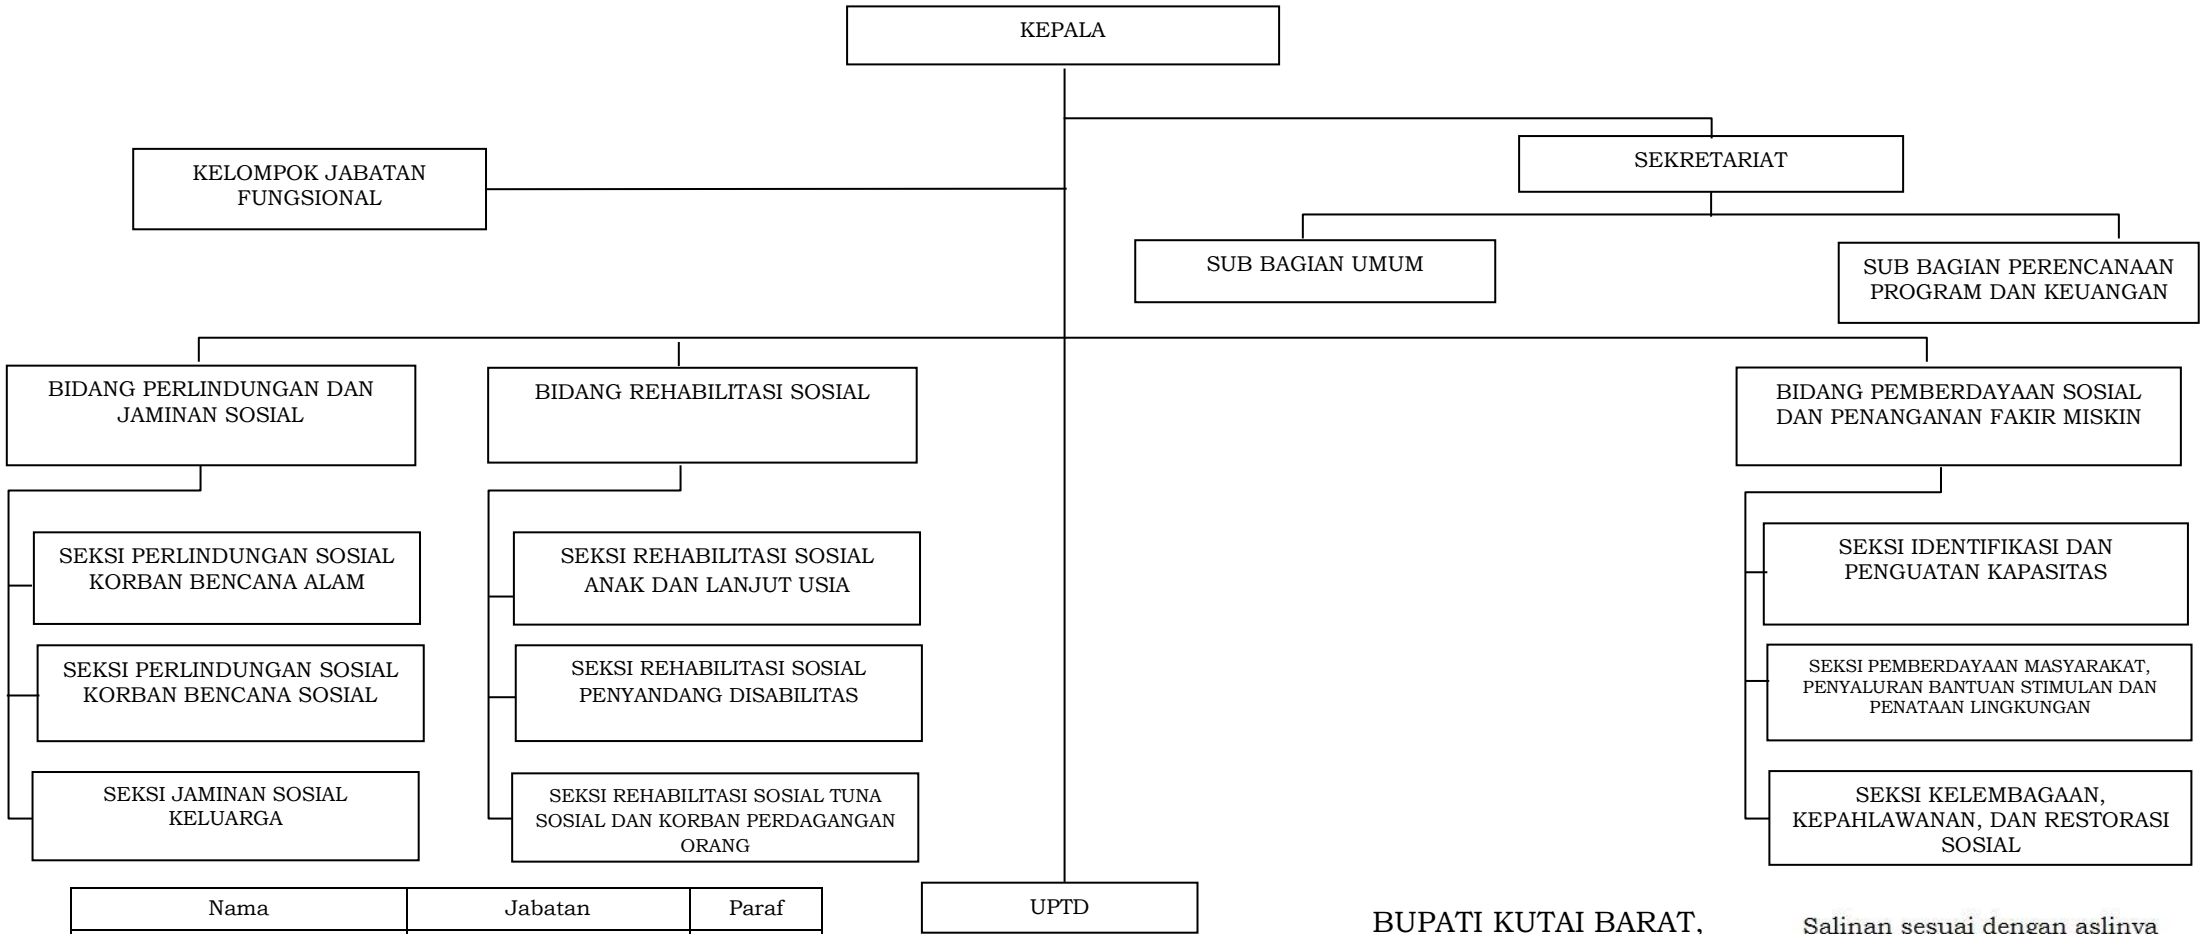 KEPALA
KELOMPOK JABATAN
FUNGSIONAL
SEKRETARIAT
SUB BAGIAN UMUM
SUB BAGIAN PERENCANAAN
PROGRAM DAN KEUANGAN
BIDANG PERLINDUNGAN DAN
JAMINAN SOSIAL
BIDANG REHABILITASI SOSIAL
BIDANG PEMBERDAYAAN SOSIAL
DAN PENANGANAN FAKIR MISKIN
SEKSI PERLINDUNGAN SOSIAL
KORBAN BENCANA ALAM
SEKSI PERLINDUNGAN SOSIAL
KORBAN BENCANA SOSIAL
SEKSI JAMINAN SOSIAL
KELUARGA
SEKSI REHABILITASI SOSIAL
ANAK DAN LANJUT USIA
SEKSI REHABILITASI SOSIAL
PENYANDANG DISABILITAS
SEKSI REHABILITASI SOSIAL TUNA
SOSIAL DAN KORBAN PERDAGANGAN
ORANG
SEKSI IDENTIFIKASI DAN
PENGUATAN KAPASITAS
SEKSI PEMBERDAYAAN MASYARAKAT,
PENYALURAN BANTUAN STIMULAN DAN
PENATAAN LINGKUNGAN
SEKSI KELEMBAGAAN,
KEPAHLAWANAN, DAN RESTORASI
SOSIAL
Nama Jabatan Paraf
UPTD
BUPATI KUTAI BARAT,
Salinan sesuai dengan aslinya